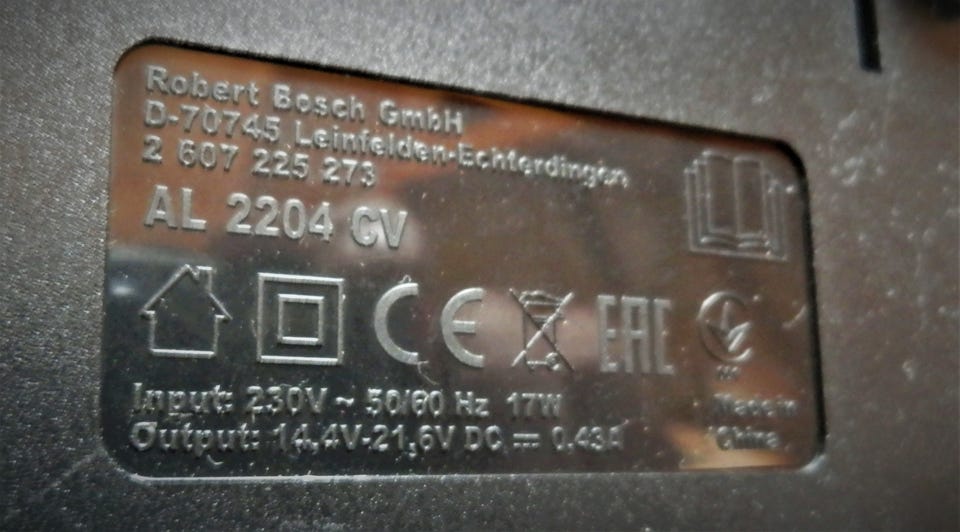 Robert Bosch GmbH
D-70745 Leinfelden-Echterdingen
2 607 225 273
AL 2204 CV
CE EAC
Input: 230V ~ 50/60 Hz 17W
Output: 14,4V-21,6V DC ⎓ 0.43A
Made in
China